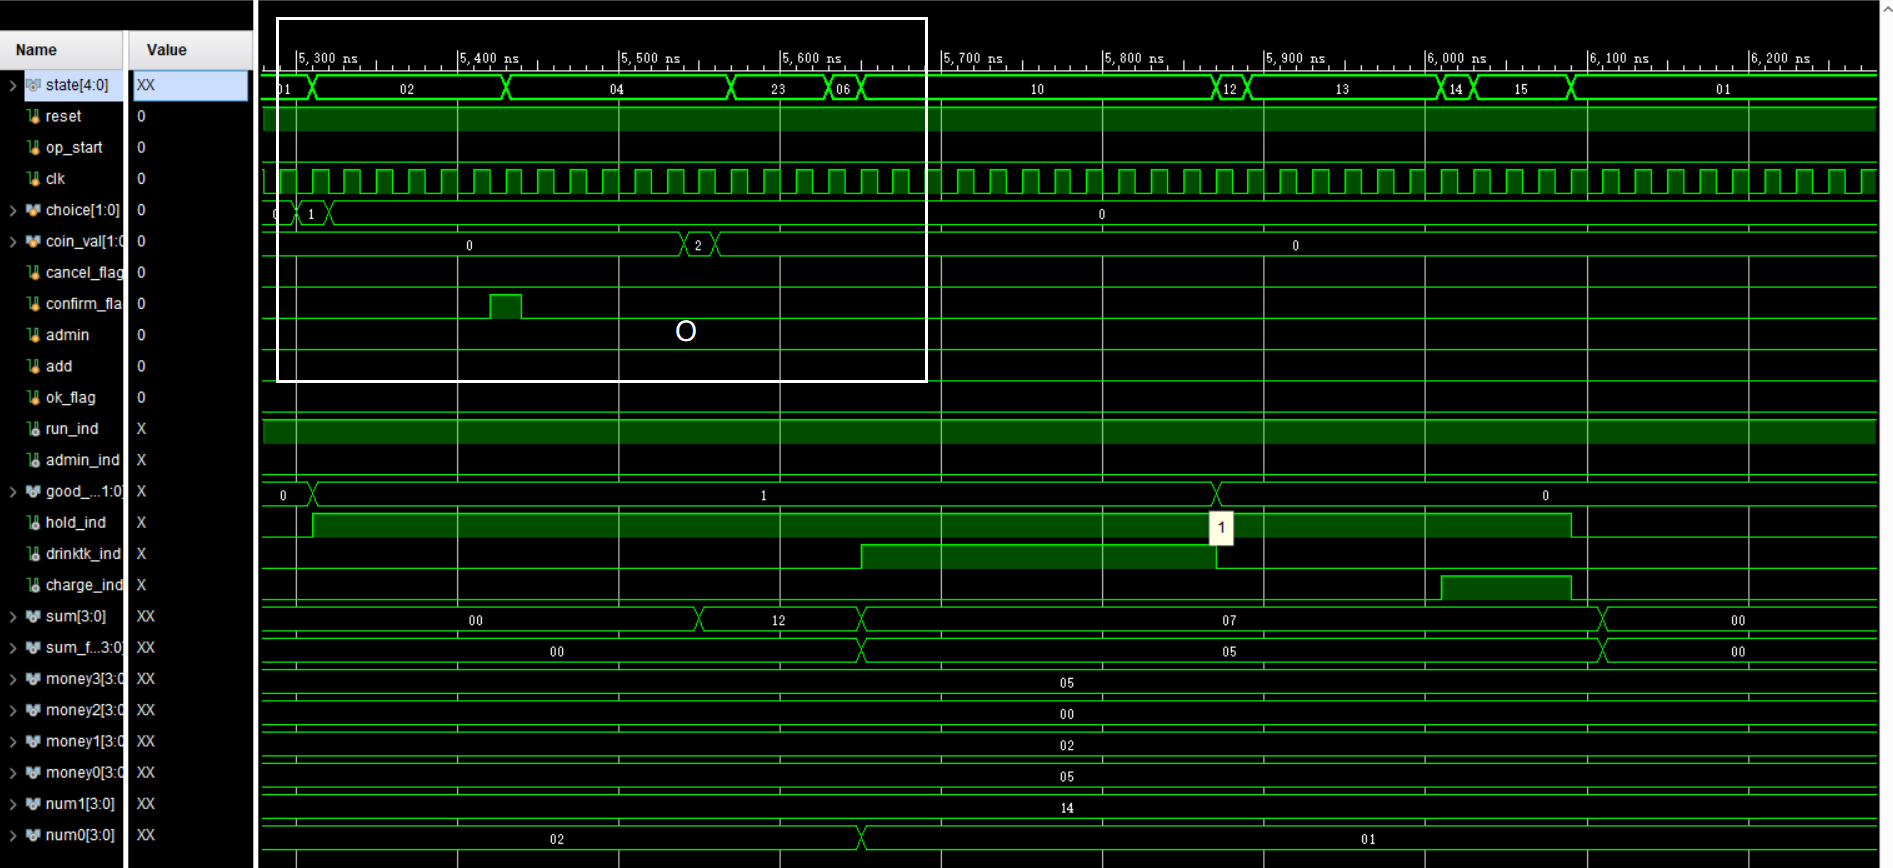 Name Value
5,300 ns 5,400 ns 5,500 ns 5,600 ns 5,700 ns 5,800 ns 5,900 ns 6,000 ns 6,100 ns 6,200 ns
state[4:0] XX 01 02 04 23 06 10 12 13 14 15 01
reset 0
op_start 0
clk 0
choice[1:0] 0 0 1 0
coin_val[1:0 0 0 2 0
cancel_flag 0
confirm_fla 0
admin 0
O
add 0
ok_flag 0
run_ind X
admin_ind X
good_...1:0] X 0 1 0
hold_ind X 1
drinktk_ind X
charge_ind X
sum[3:0] XX 00 12 07 00
sum_f...3:0] XX 00 05 00
money3[3:0 XX 05
money2[3:0 XX 00
money1[3:0 XX 02
money0[3:0 XX 05
num1[3:0] XX 14
num0[3:0] XX 02 01